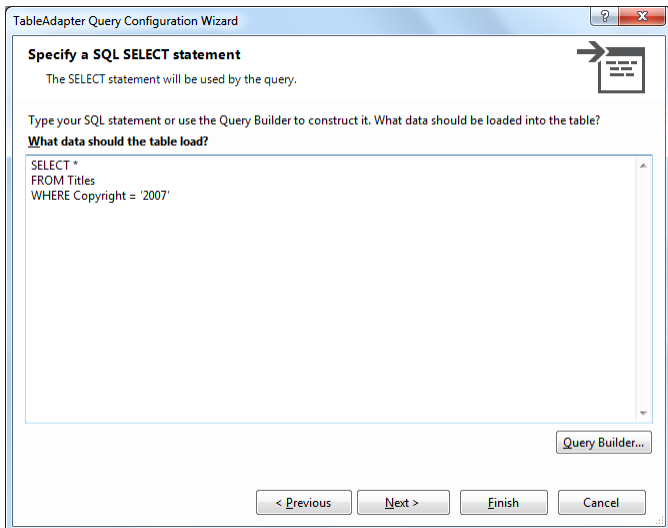 TableAdapter Query Configuration Wizard
?
Specify a SQL SELECT statement
The SELECT statement will be used by the query.
Type your SQL statement or use the Query Builder to construct it. What data should be loaded into the table?
What data should the table load?
SELECT *
FROM Titles
WHERE Copyright = '2007'
Query Builder...
< Previous
Next >
Finish
Cancel